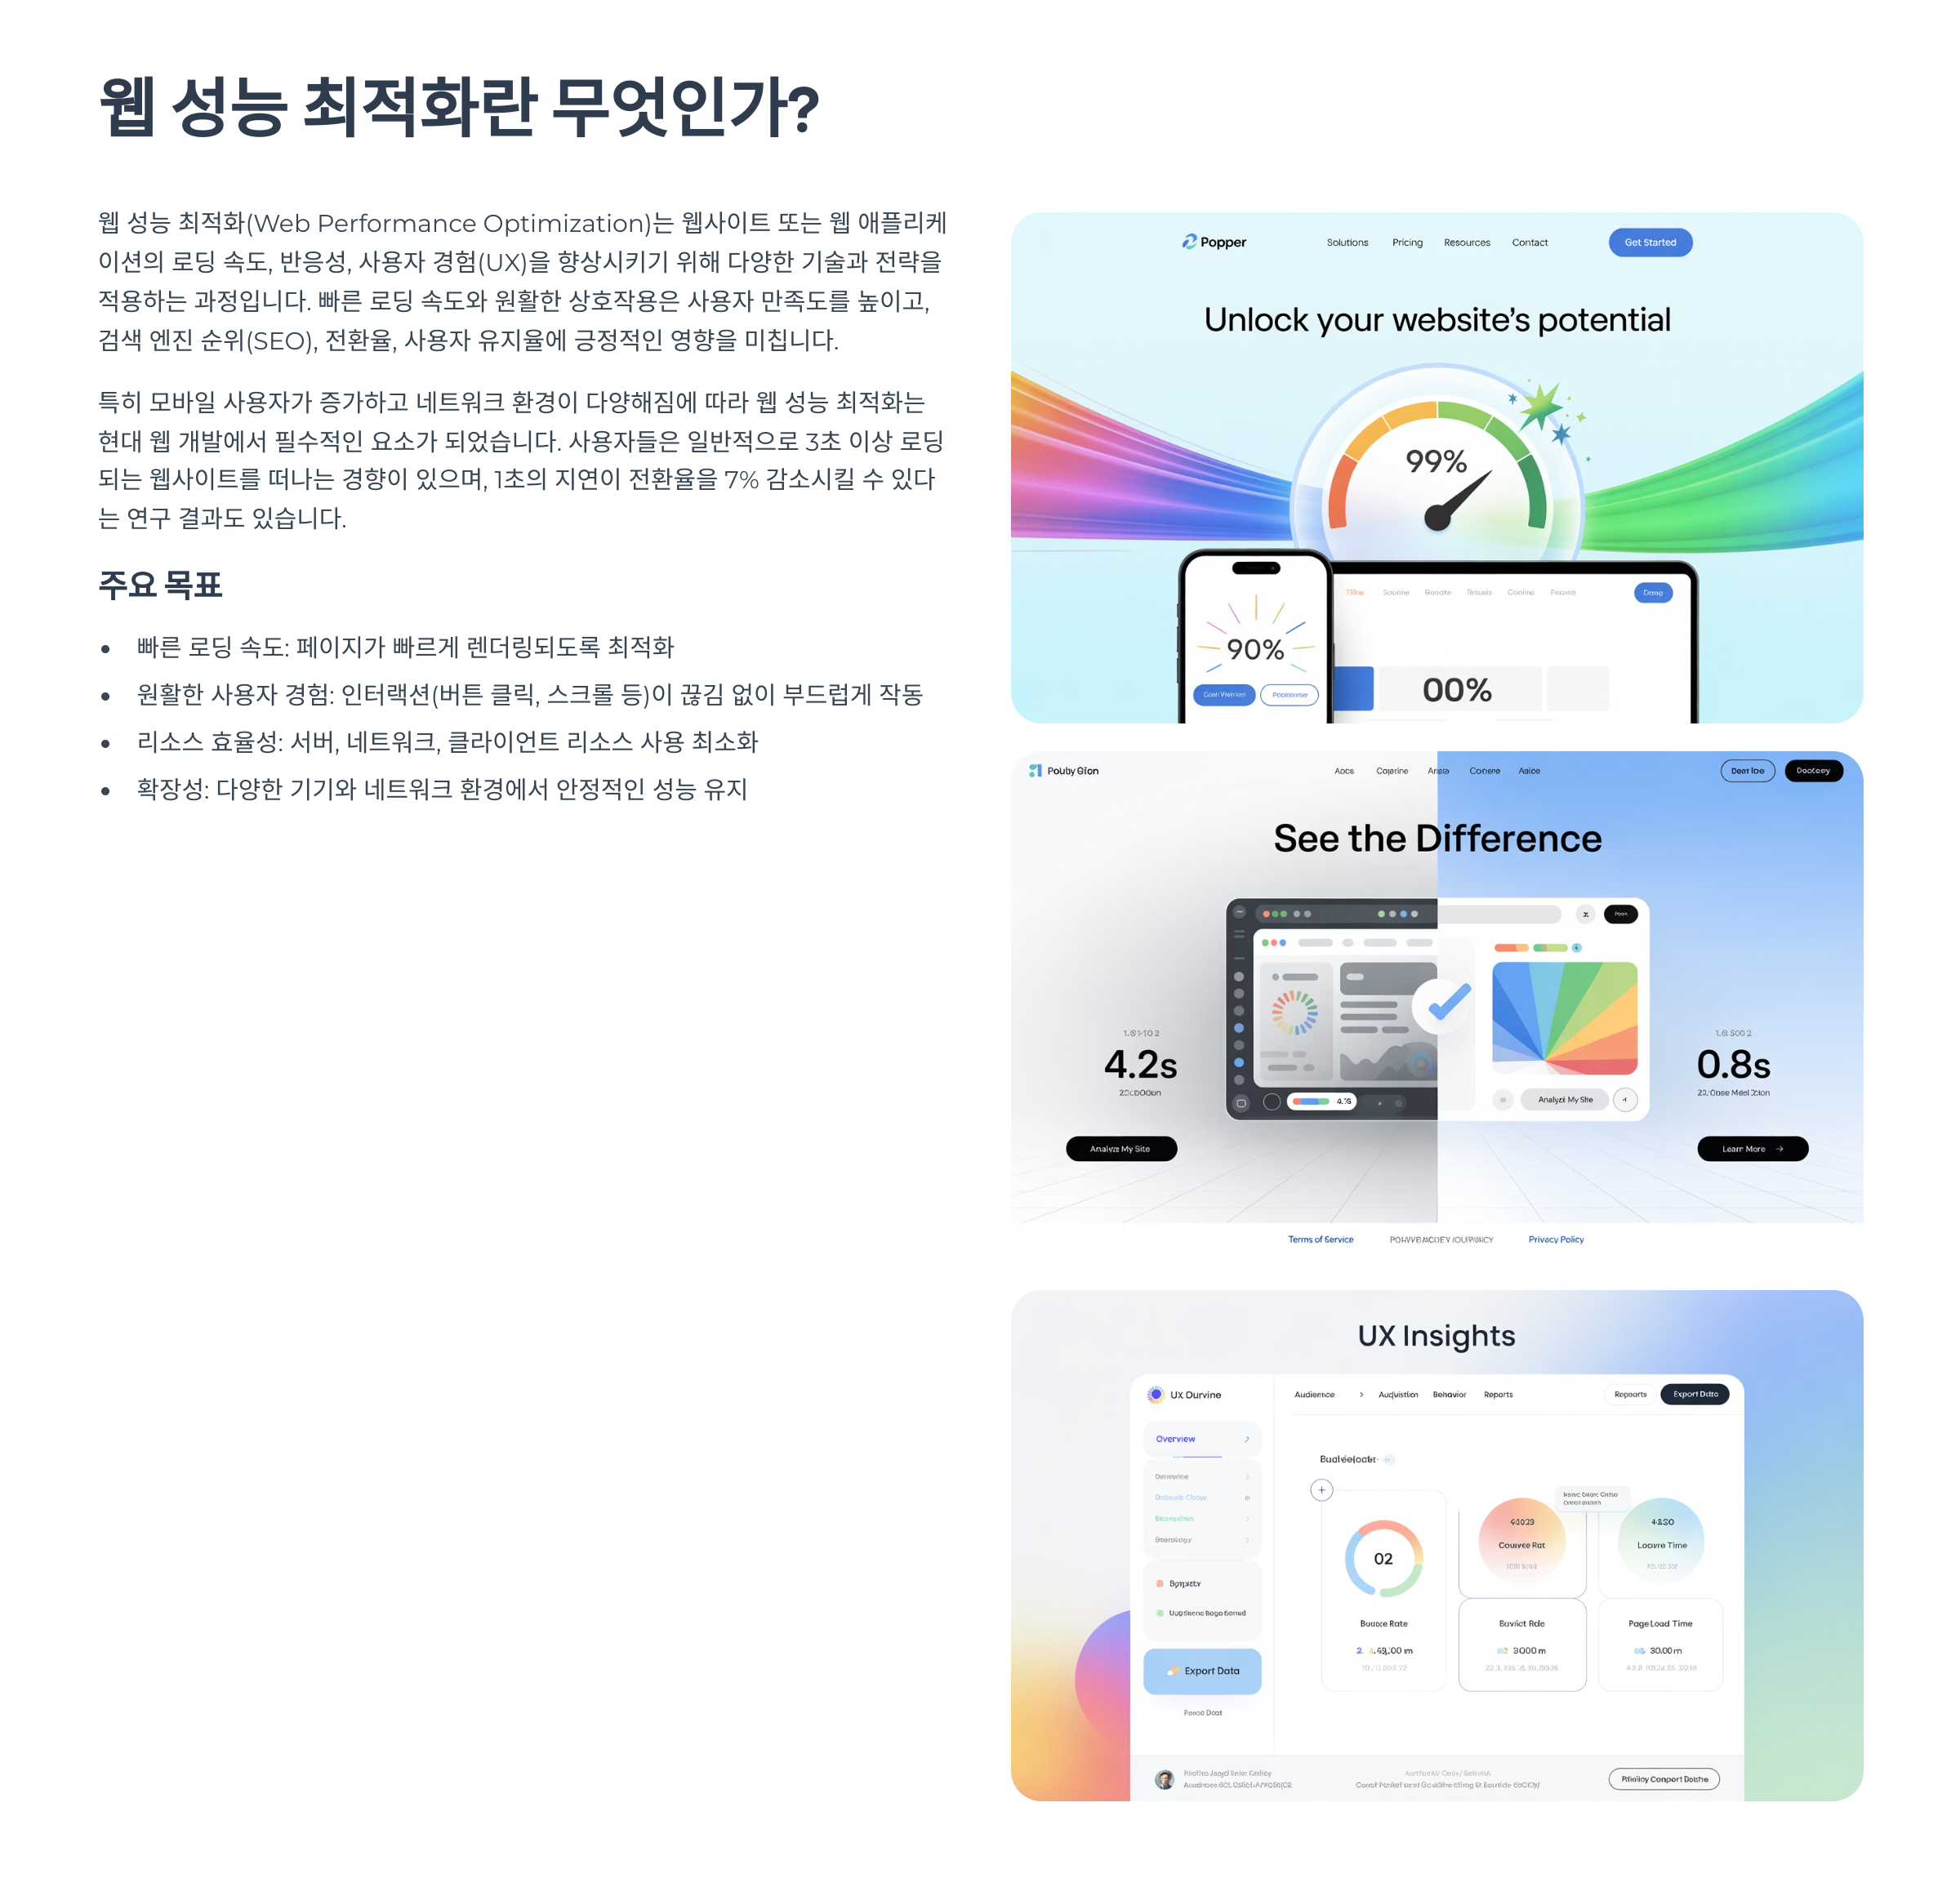 웹 성능 최적화란 무엇인가?
웹 성능 최적화(Web Performance Optimization)는 웹사이트 또는 웹 애플리케
이션의 로딩 속도, 반응성, 사용자 경험(UX)을 향상시키기 위해 다양한 기술과 전략을
적용하는 과정입니다. 빠른 로딩 속도와 원활한 상호작용은 사용자 만족도를 높이고,
검색 엔진 순위(SEO), 전환율, 사용자 유지율에 긍정적인 영향을 미칩니다.
특히 모바일 사용자가 증가하고 네트워크 환경이 다양해짐에 따라 웹 성능 최적화는
현대 웹 개발에서 필수적인 요소가 되었습니다. 사용자들은 일반적으로 3초 이상 로딩
되는 웹사이트를 떠나는 경향이 있으며, 1초의 지연이 전환율을 7% 감소시킬 수 있다
는 연구 결과도 있습니다.
주요 목표
• 빠른 로딩 속도: 페이지가 빠르게 렌더링되도록 최적화
• 원활한 사용자 경험: 인터랙션(버튼 클릭, 스크롤 등)이 끊김 없이 부드럽게 작동
• 리소스 효율성: 서버, 네트워크, 클라이언트 리소스 사용 최소화
• 확장성: 다양한 기기와 네트워크 환경에서 안정적인 성능 유지
Popper
Solutions Pricing Resources Contact
Get Started
Unlock your website's potential
99%
90%
00%
See the Difference
4.2s
0.8s
Analyze My Site
Analyze My Site
Learn More →
Terms of Service
Privacy Policy
UX Insights
UX Durvine
Behavior Reports
Overview
02
Page Load Time
Export Data